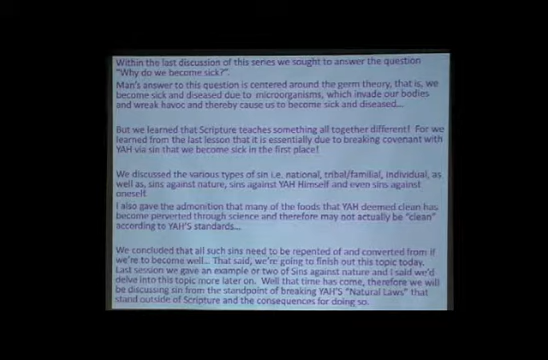 Within the last discussion of this series we sought to answer the question
"Why do we become sick?".
Man's answer to this question is centered around the germ theory, that is, we
become sick and diseased due to microorganisms, which invade our bodies
and wreak havoc and thereby cause us to become sick and diseased...
But we learned that Scripture teaches something all together different! For we
learned from the last lesson that it is essentially due to breaking covenant with
YAH via sin that we become sick in the first place!
We discussed the various types of sin i.e. national, tribal/familial, individual, as
well as, sins against nature, sins against YAH Himself and even sins against
oneself.
I also gave the admonition that many of the foods that YAH deemed clean has
become perverted through science and therefore may not actually be "clean"
according to YAH'S standards...
We concluded that all such sins need to be repented of and converted from if
we're to become well... That said, we're going to finish out this topic today.
Last session we gave an example or two of Sins against nature and I said we'd
delve into this topic more later on. Well that time has come, therefore we will
be discussing sin from the standpoint of breaking YAH'S "Natural Laws" that
stand outside of Scripture and the consequences for doing so.